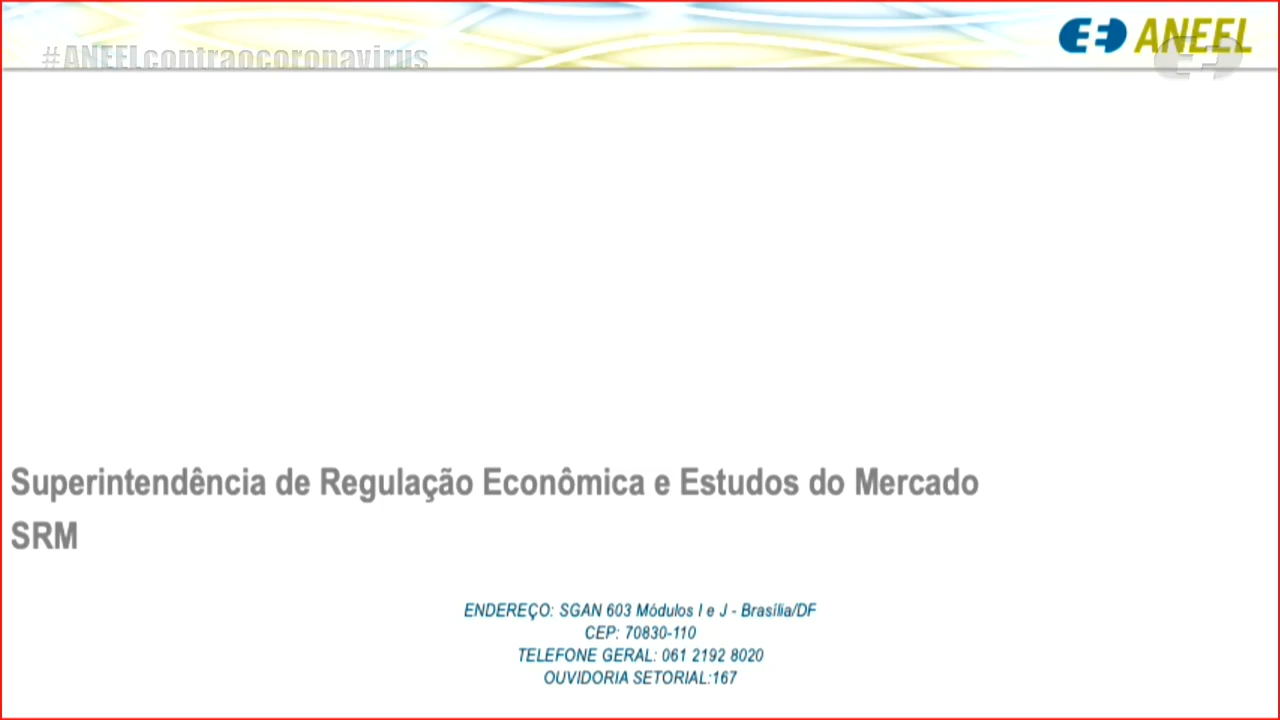 #ANEELcontraocoronavirus
ANEEL
Superintendência de Regulação Econômica e Estudos do Mercado
SRM
ENDEREÇO: SGAN 603 Módulos I e J - Brasília/DF
CEP: 70830-110
TELEFONE GERAL: 061 2192 8020
OUVIDORIA SETORIAL:167